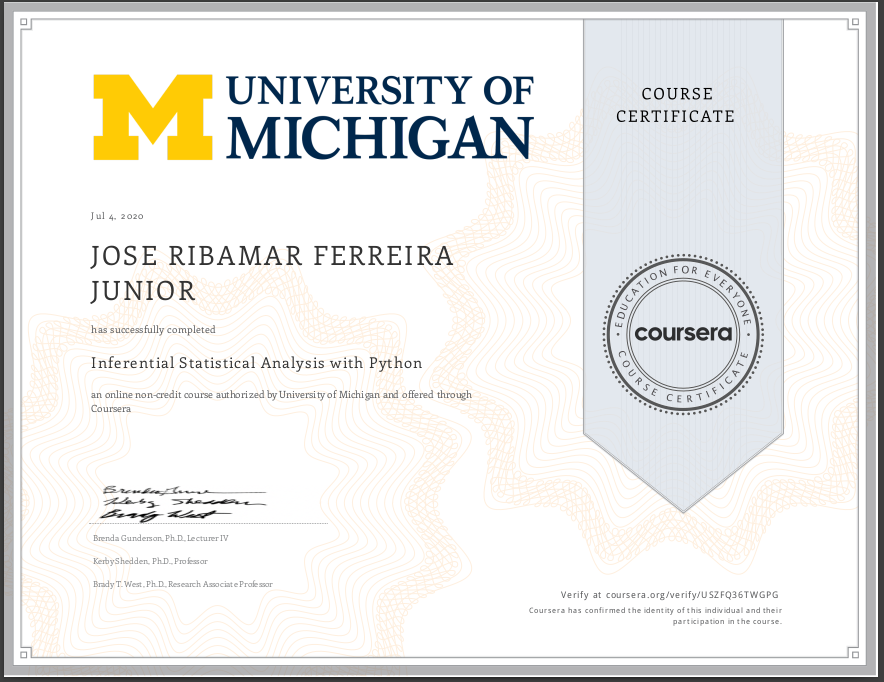 UNIVERSITY OF
MICHIGAN
COURSE
CERTIFICATE
Jul 4, 2020
JOSE RIBAMAR FERREIRA
JUNIOR
has successfully completed
Inferential Statistical Analysis with Python
an online non-credit course authorized by University of Michigan and offered through
Coursera
EDUCATION FOR EVERYONE
coursera
COURSE CERTIFICATE
Brenda Gunderson, Ph.D., Lecturer IV
Kerby Shedden, Ph.D., Professor
Brady T. West, Ph.D., Research Associate Professor
Verify at coursera.org/verify/USZFQ36TWGPG
Coursera has confirmed the identity of this individual and their
participation in the course.